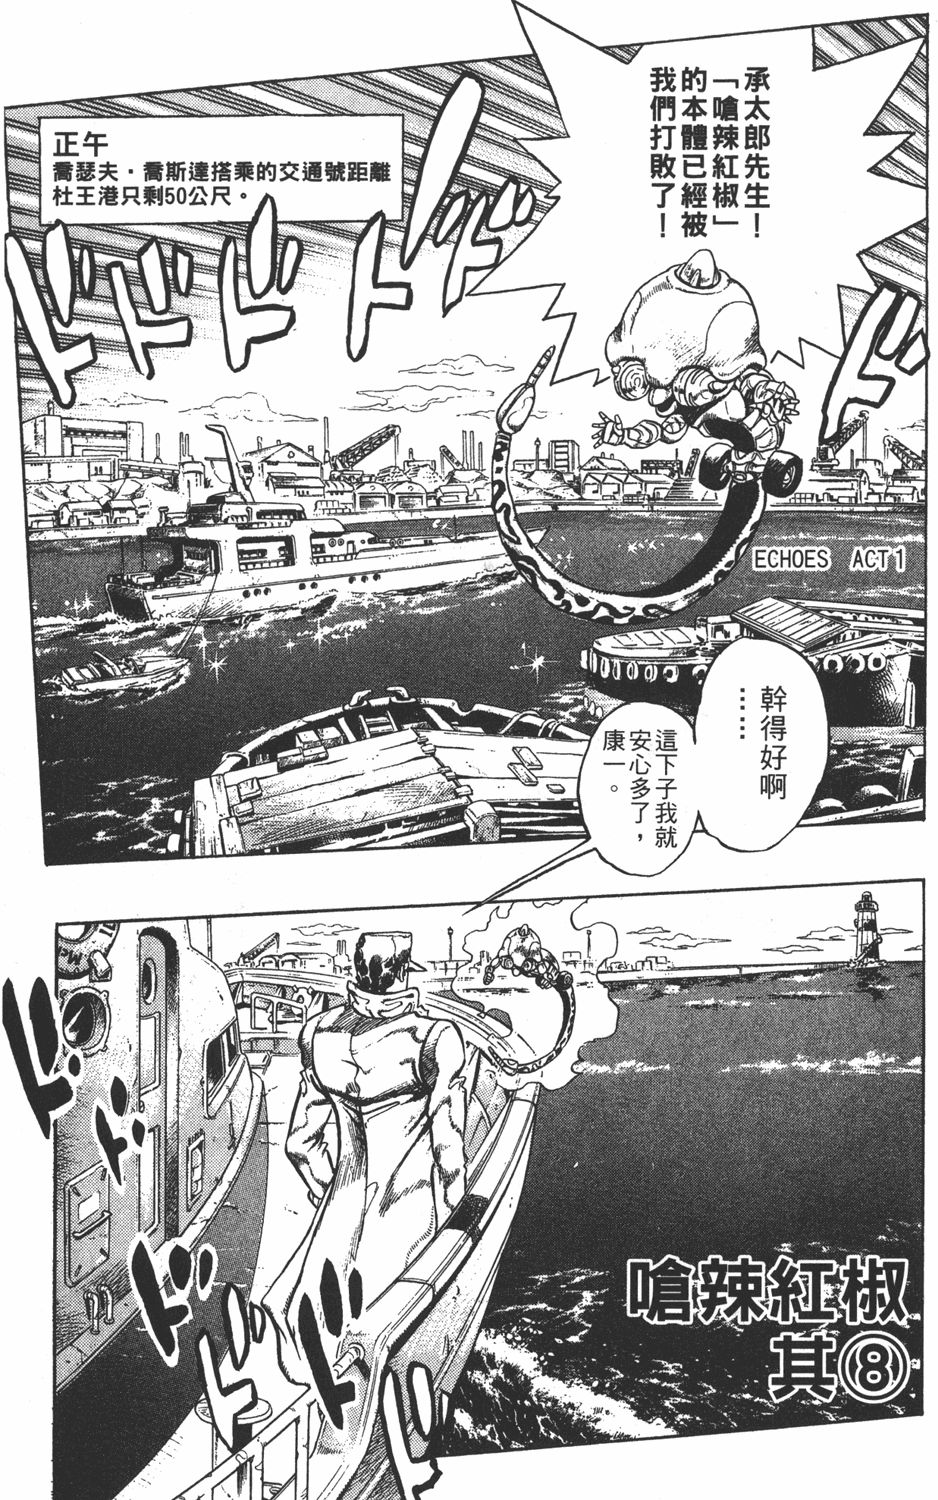 承太郎先生！
「嗆辣紅椒」
的本體已經被
我們打敗了！
正午
喬瑟夫・喬斯達搭乘的交通號距離
杜王港只剩50公尺。
ドドドドド
ド
ECHOES ACT1
幹得好啊
……
這下子我就
安心多了，
康一。
ドドド
ドドド
嗆辣紅椒
其⑧